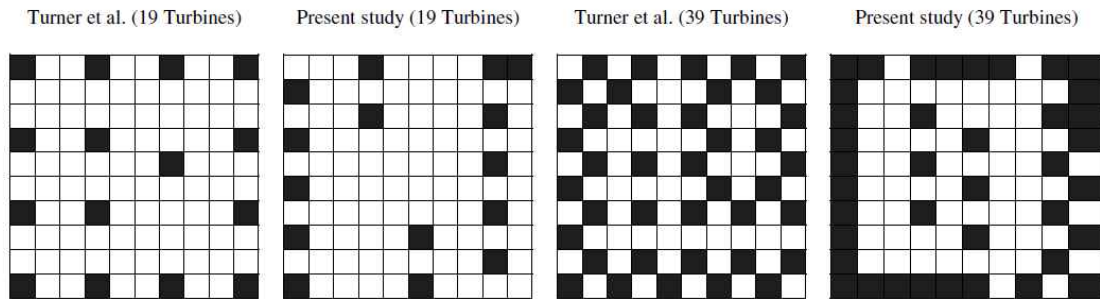 Turner et al. (19 Turbines)
Present study (19 Turbines)
Turner et al. (39 Turbines)
Present study (39 Turbines)